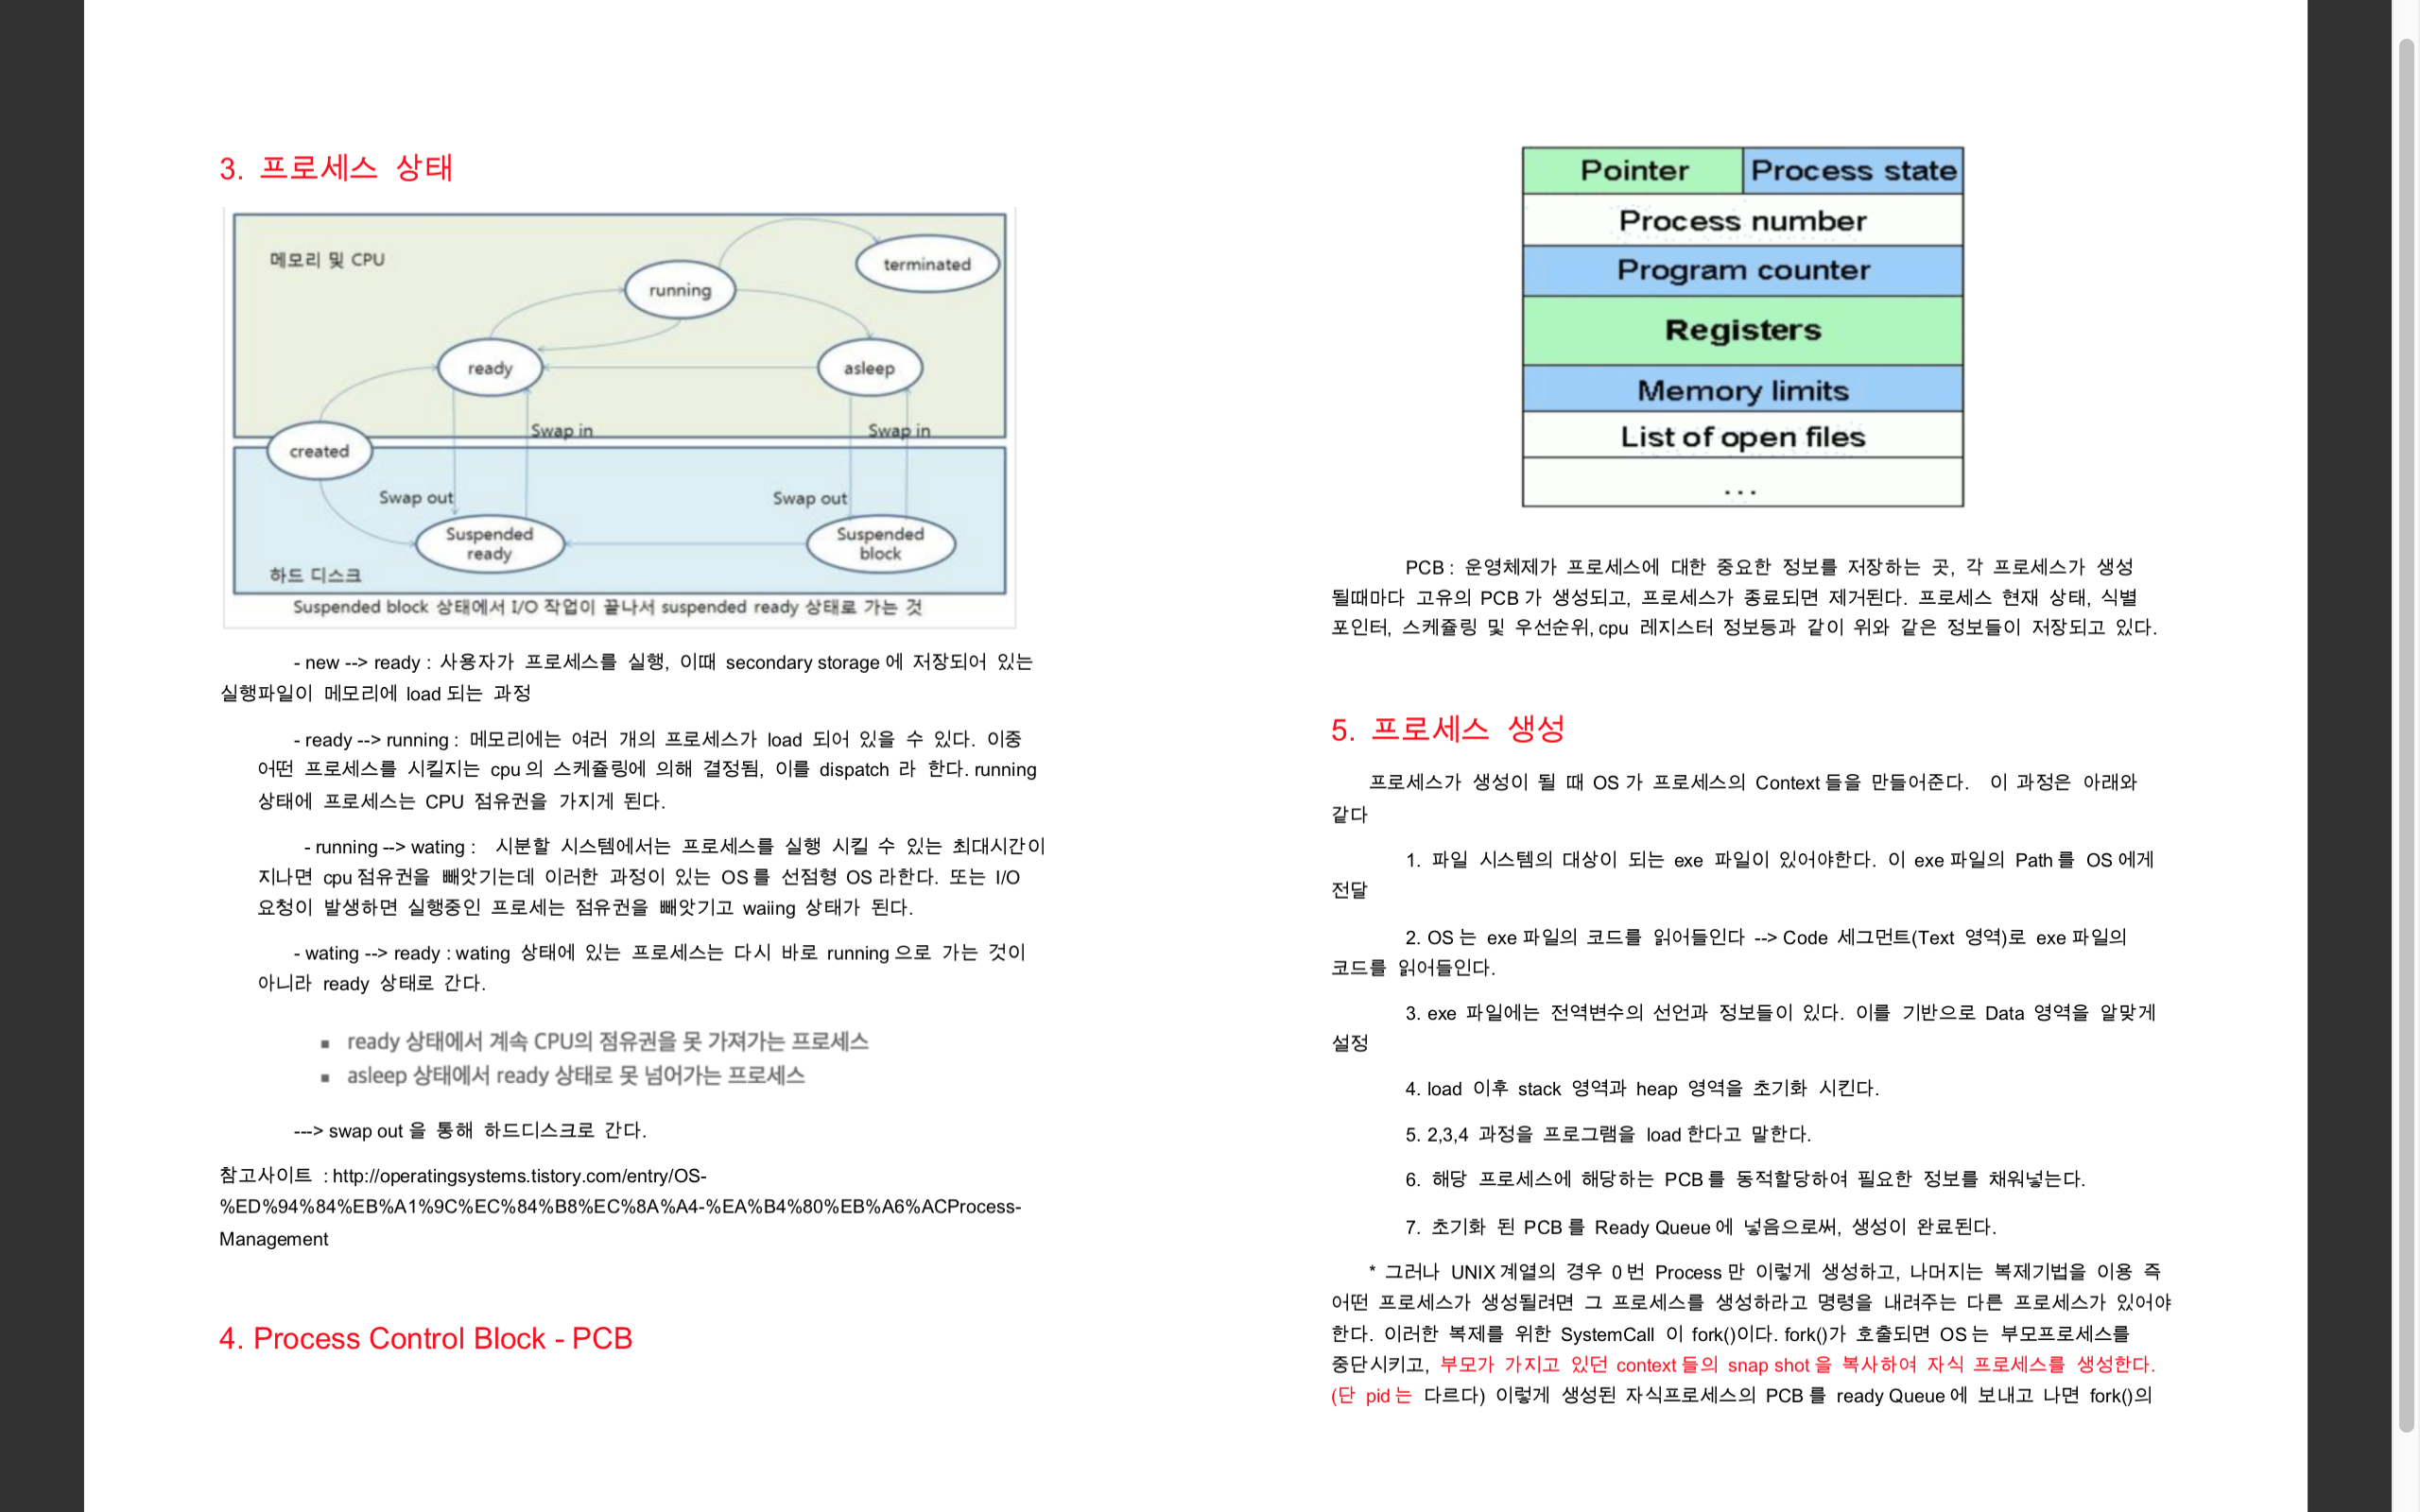 3. 프로세스 상태
메모리 및 CPU
terminated
running
ready
asleep
Swap in
Swap in
created
Swap out
Swap out
Suspended
ready
Suspended
block
하드 디스크
Suspended block 상태에서 I/O 작업이 끝나서 suspended ready 상태로 가는 것
- new --> ready : 사용자가 프로세스를 실행, 이때 secondary storage 에 저장되어 있는
실행파일이 메모리에 load 되는 과정
- ready --> running : 메모리에는 여러 개의 프로세스가 load 되어 있을 수 있다. 이중
어떤 프로세스를 시킬지는 cpu 의 스케쥴링에 의해 결정됨, 이를 dispatch 라 한다. running
상태에 프로세스는 CPU 점유권을 가지게 된다.
- running --> wating : 시분할 시스템에서는 프로세스를 실행 시킬 수 있는 최대시간이
지나면 cpu 점유권을 빼앗기는데 이러한 과정이 있는 OS 를 선점형 OS 라한다. 또는 I/O
요청이 발생하면 실행중인 프로세는 점유권을 빼앗기고 waiing 상태가 된다.
- wating --> ready : wating 상태에 있는 프로세스는 다시 바로 running 으로 가는 것이
아니라 ready 상태로 간다.
▪ ready 상태에서 계속 CPU의 점유권을 못 가져가는 프로세스
▪ asleep 상태에서 ready 상태로 못 넘어가는 프로세스
---> swap out 을 통해 하드디스크로 간다.
참고사이트 : http://operatingsystems.tistory.com/entry/OS-
%ED%94%84%EB%A1%9C%EC%84%B8%EC%8A%A4-%EA%B4%80%EB%A6%ACProcess-
Management
4. Process Control Block - PCB
Pointer
Process state
Process number
Program counter
Registers
Memory limits
List of open files
...
PCB : 운영체제가 프로세스에 대한 중요한 정보를 저장하는 곳, 각 프로세스가 생성
될때마다 고유의 PCB 가 생성되고, 프로세스가 종료되면 제거된다. 프로세스 현재 상태, 식별
포인터, 스케쥴링 및 우선순위, cpu 레지스터 정보등과 같이 위와 같은 정보들이 저장되고 있다.
5. 프로세스 생성
프로세스가 생성이 될 때 OS 가 프로세스의 Context 들을 만들어준다. 이 과정은 아래와
같다
1. 파일 시스템의 대상이 되는 exe 파일이 있어야한다. 이 exe 파일의 Path 를 OS 에게
전달
2. OS 는 exe 파일의 코드를 읽어들인다 --> Code 세그먼트(Text 영역)로 exe 파일의
코드를 읽어들인다.
3. exe 파일에는 전역변수의 선언과 정보들이 있다. 이를 기반으로 Data 영역을 알맞게
설정
4. load 이후 stack 영역과 heap 영역을 초기화 시킨다.
5. 2,3,4 과정을 프로그램을 load 한다고 말한다.
6. 해당 프로세스에 해당하는 PCB 를 동적할당하여 필요한 정보를 채워넣는다.
7. 초기화 된 PCB 를 Ready Queue 에 넣음으로써, 생성이 완료된다.
* 그러나 UNIX 계열의 경우 0 번 Process 만 이렇게 생성하고, 나머지는 복제기법을 이용 즉
어떤 프로세스가 생성될려면 그 프로세스를 생성하라고 명령을 내려주는 다른 프로세스가 있어야
한다. 이러한 복제를 위한 SystemCall 이 fork()이다. fork()가 호출되면 OS 는 부모프로세스를
중단시키고, 부모가 가지고 있던 context 들의 snap shot 을 복사하여 자식 프로세스를 생성한다.
(단 pid 는 다르다) 이렇게 생성된 자식프로세스의 PCB 를 ready Queue 에 보내고 나면 fork()의